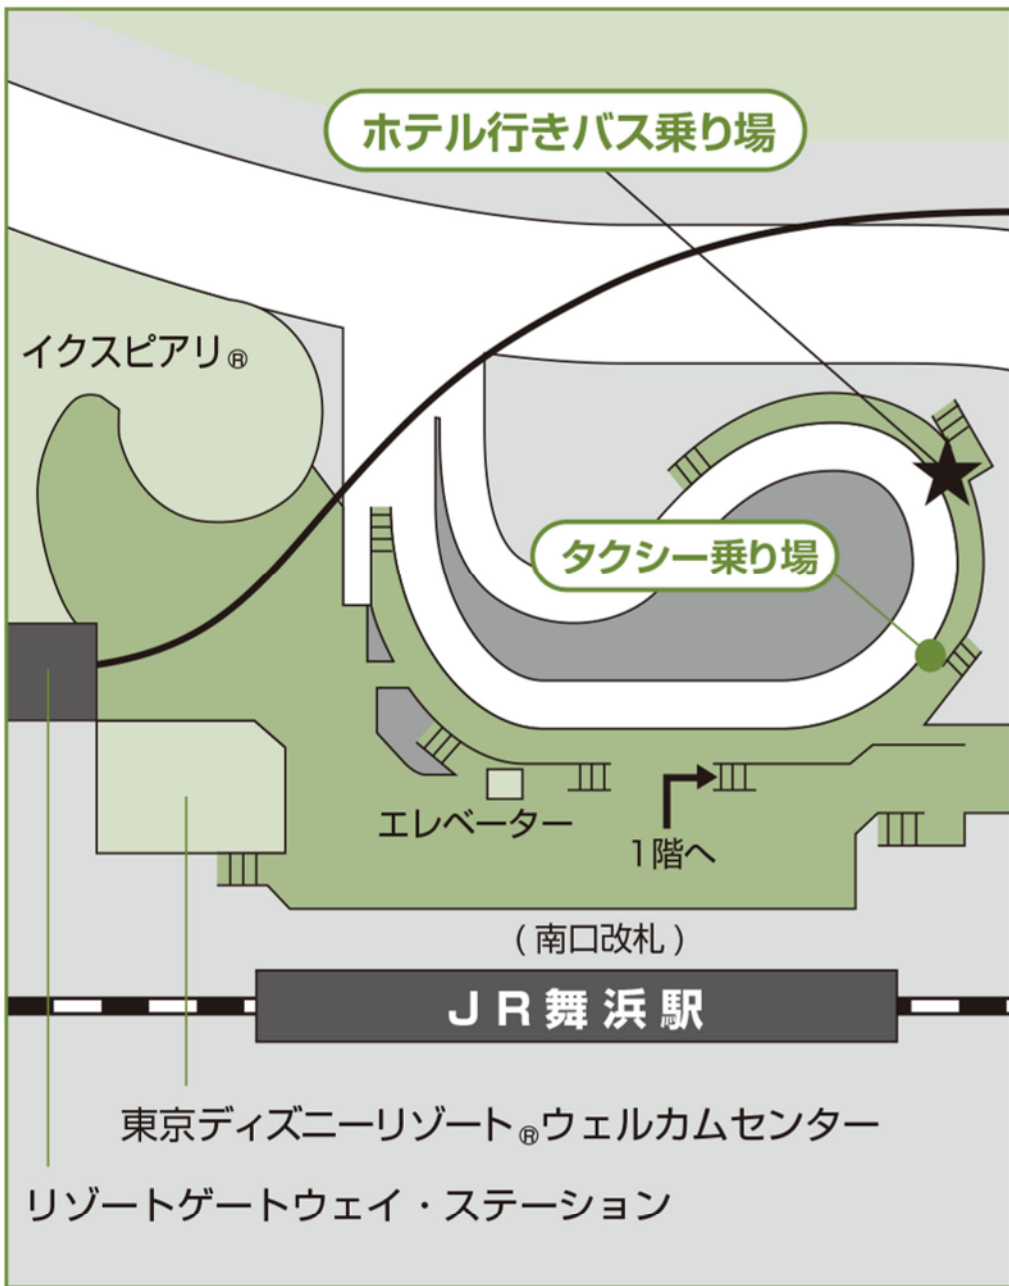 ホテル行きバス乗り場
イクスピアリ®
タクシー乗り場
エレベーター
1階へ
(南口改札)
JR舞浜駅
東京ディズニーリゾート®ウェルカムセンター
リゾートゲートウェイ・ステーション